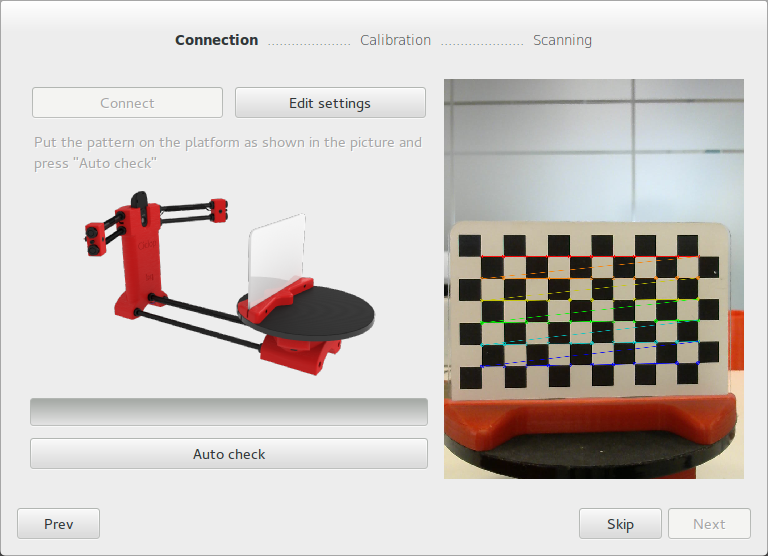 Connection Calibration Scanning
Connect Edit settings
Put the pattern on the platform as shown in the picture and
press "Auto check"
Auto check
Prev Skip Next